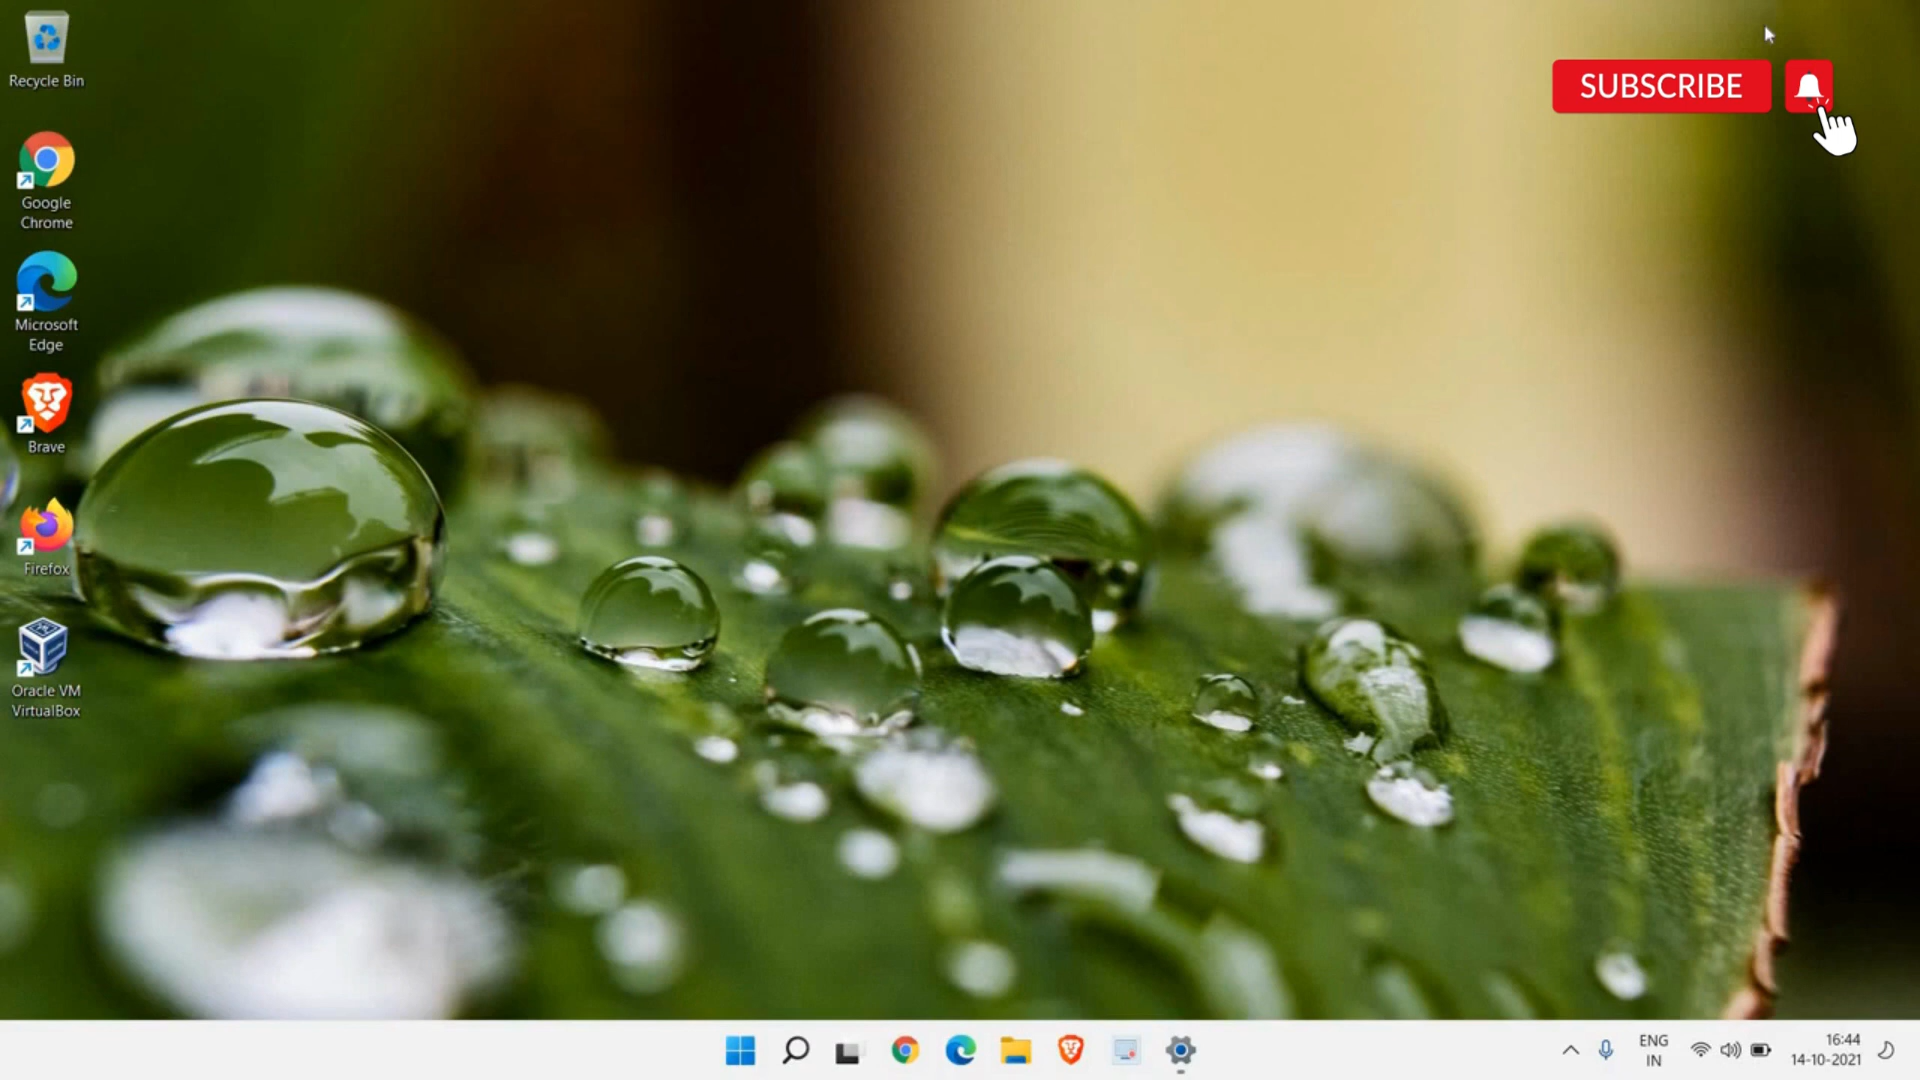 Recycle Bin
SUBSCRIBE
Google
Chrome
Microsoft
Edge
Brave
Firefox
Oracle VM
VirtualBox
ENG
IN
16:44
14-10-2021